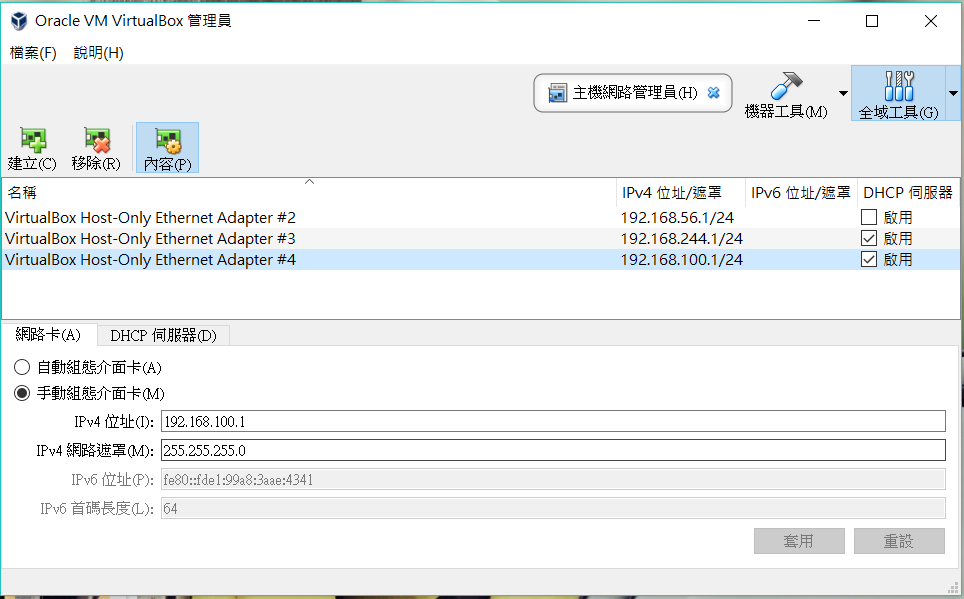 Oracle VM VirtualBox 管理員
檔案(F) 說明(H)
主機網路管理員(H) 機器工具(M) 全域工具(G)
建立(C) 移除(R) 內容(P)
名稱 IPv4 位址/遮罩 IPv6 位址/遮罩 DHCP 伺服器
VirtualBox Host-Only Ethernet Adapter #2 192.168.56.1/24 啟用
VirtualBox Host-Only Ethernet Adapter #3 192.168.244.1/24 啟用
VirtualBox Host-Only Ethernet Adapter #4 192.168.100.1/24 啟用
網路卡(A) DHCP 伺服器(D)
自動組態介面卡(A)
手動組態介面卡(M)
IPv4 位址(I): 192.168.100.1
IPv4 網路遮罩(M): 255.255.255.0
IPv6 位址(P): fe80::fde1:99a8:3aae:4341
IPv6 首碼長度(L): 64
套用 重設